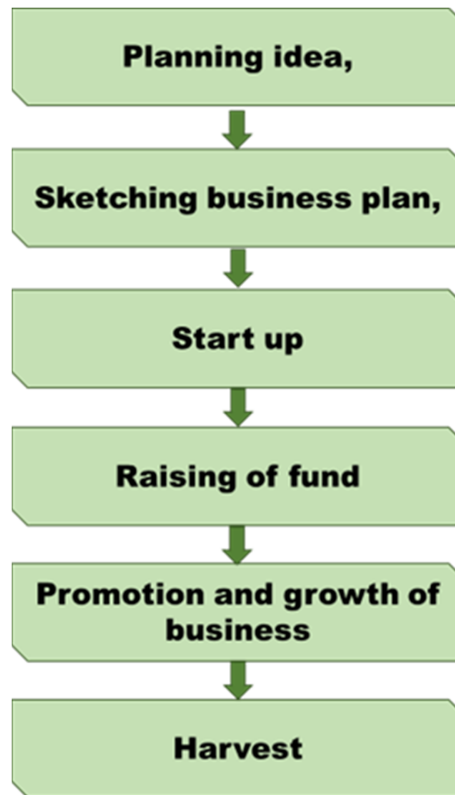 Planning idea,
Sketching business plan,
Start up
Raising of fund
Promotion and growth of
business
Harvest